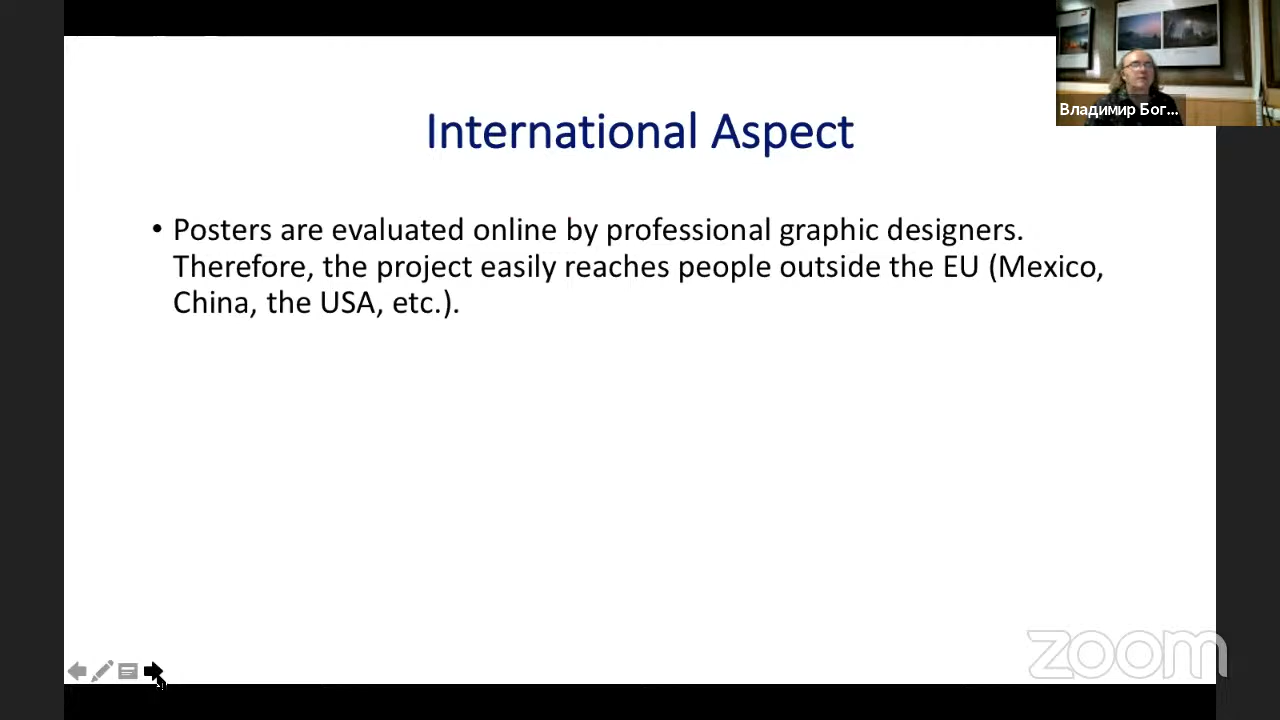 International Aspect
• Posters are evaluated online by professional graphic designers.
Therefore, the project easily reaches people outside the EU (Mexico,
China, the USA, etc.).
Владимир Бог...
zoom